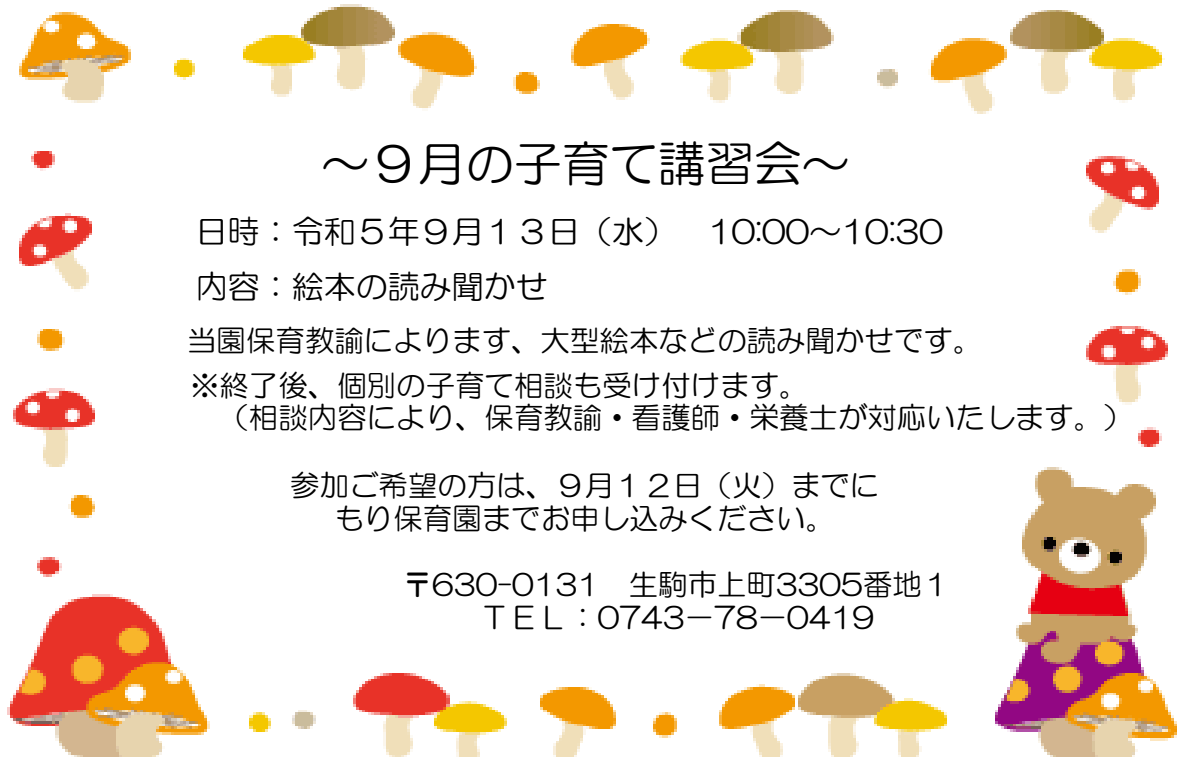 ～９月の子育て講習会～
日時：令和５年９月１３日（水）　10:00～10:30
内容：絵本の読み聞かせ
当園保育教諭によります、大型絵本などの読み聞かせです。
※終了後、個別の子育て相談も受け付けます。
（相談内容により、保育教諭・看護師・栄養士が対応いたします。）
参加ご希望の方は、９月１２日（火）までに
もり保育園までお申し込みください。
〒630-0131　生駒市上町3305番地１
ＴＥＬ：0743－78－0419